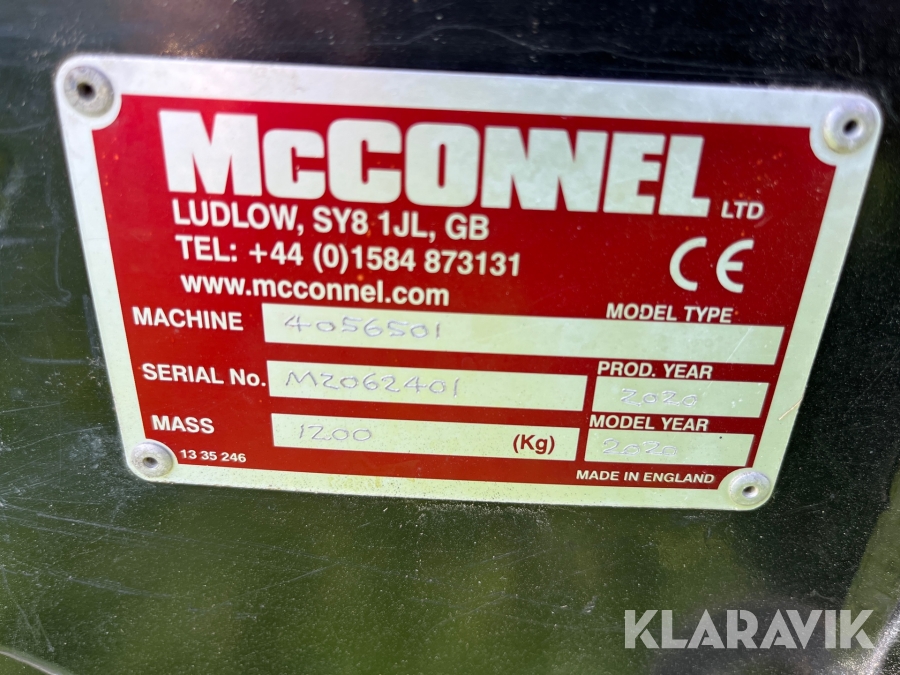 McCONNEL LTD
LUDLOW, SY8 1JL, GB
TEL: +44 (0)1584 873131
www.mcconnel.com
CE
MODEL TYPE
MACHINE 4056501
SERIAL No. M2062401
PROD. YEAR
2020
MASS 1200 (Kg)
MODEL YEAR
2020
13 35 246
MADE IN ENGLAND
KLARAVIK